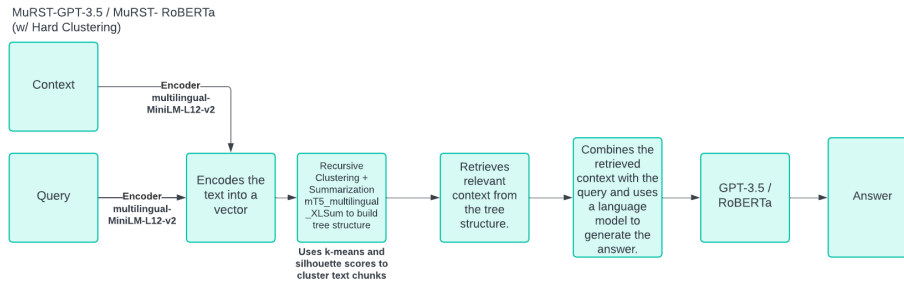 MuRST-GPT-3.5 / MuRST- RoBERTa
(w/ Hard Clustering)
Context
Encoder
multilingual-
MiniLM-L12-v2
Query
Encoder
multilingual-
MiniLM-L12-v2
Encodes the
text into a
vector
Recursive
Clustering +
Summarization
mT5_multilingual
_XLSum to build
tree structure
Uses k-means and
silhouette scores to
cluster text chunks
Retrieves
relevant
context from
the tree
structure.
Combines the
retrieved
context with the
query and uses
a language
model to
generate the
answer.
GPT-3.5 /
RoBERTa
Answer